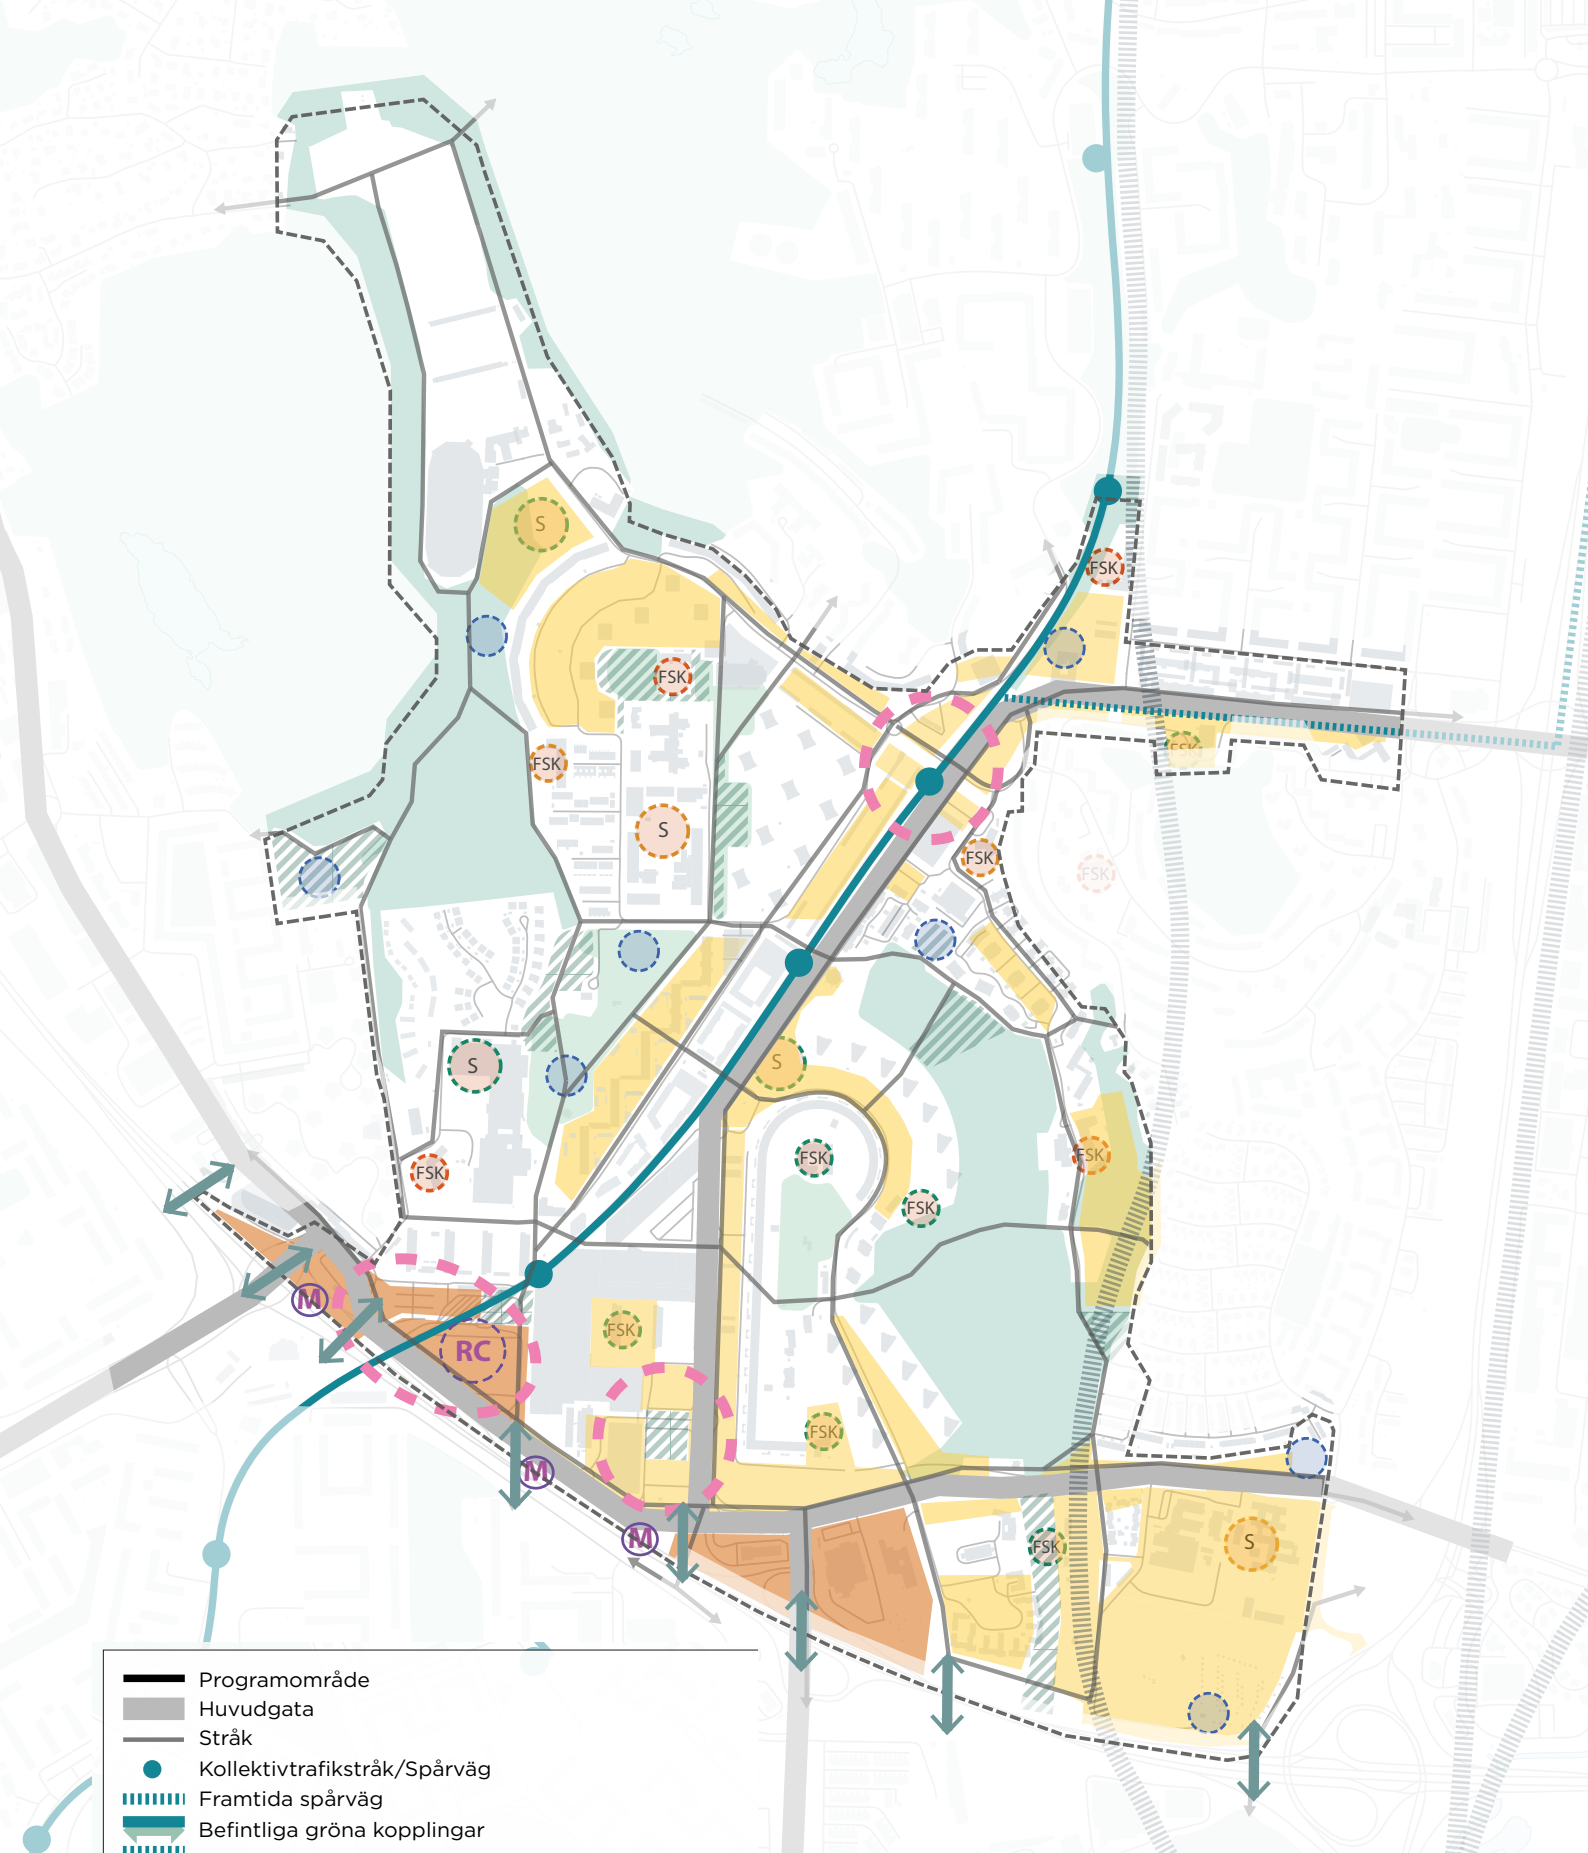 S
FSK
FSK
FSK
FSK
S
FSK
FSK
S
S
FSK
FSK
FSK
FSK
M
FSK
RC
FSK
M
M
FSK
S
Programområde
Huvudgata
Stråk
Kollektivtrafikstråk/Spårväg
Framtida spårväg
Befintliga gröna kopplingar